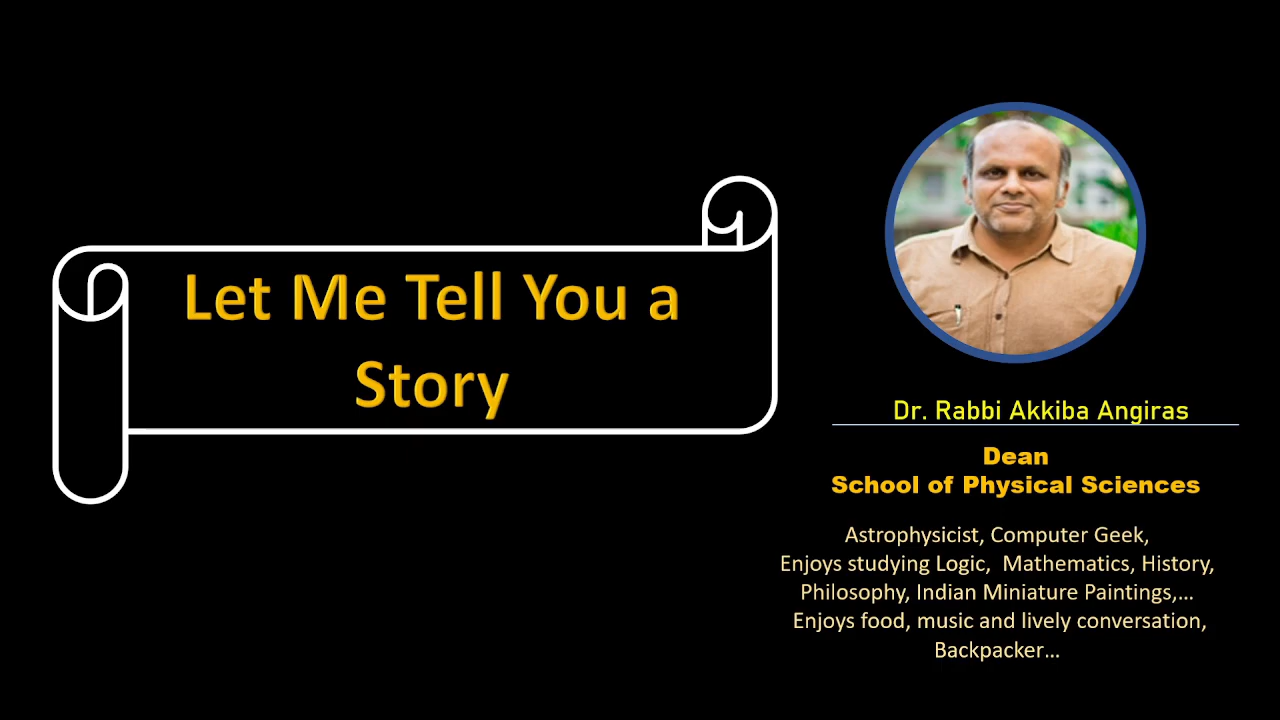 Let Me Tell You a
Story
Dr. Rabbi Akkiba Angiras
Dean
School of Physical Sciences
Astrophysicist, Computer Geek,
Enjoys studying Logic, Mathematics, History,
Philosophy, Indian Miniature Paintings,...
Enjoys food, music and lively conversation,
Backpacker...